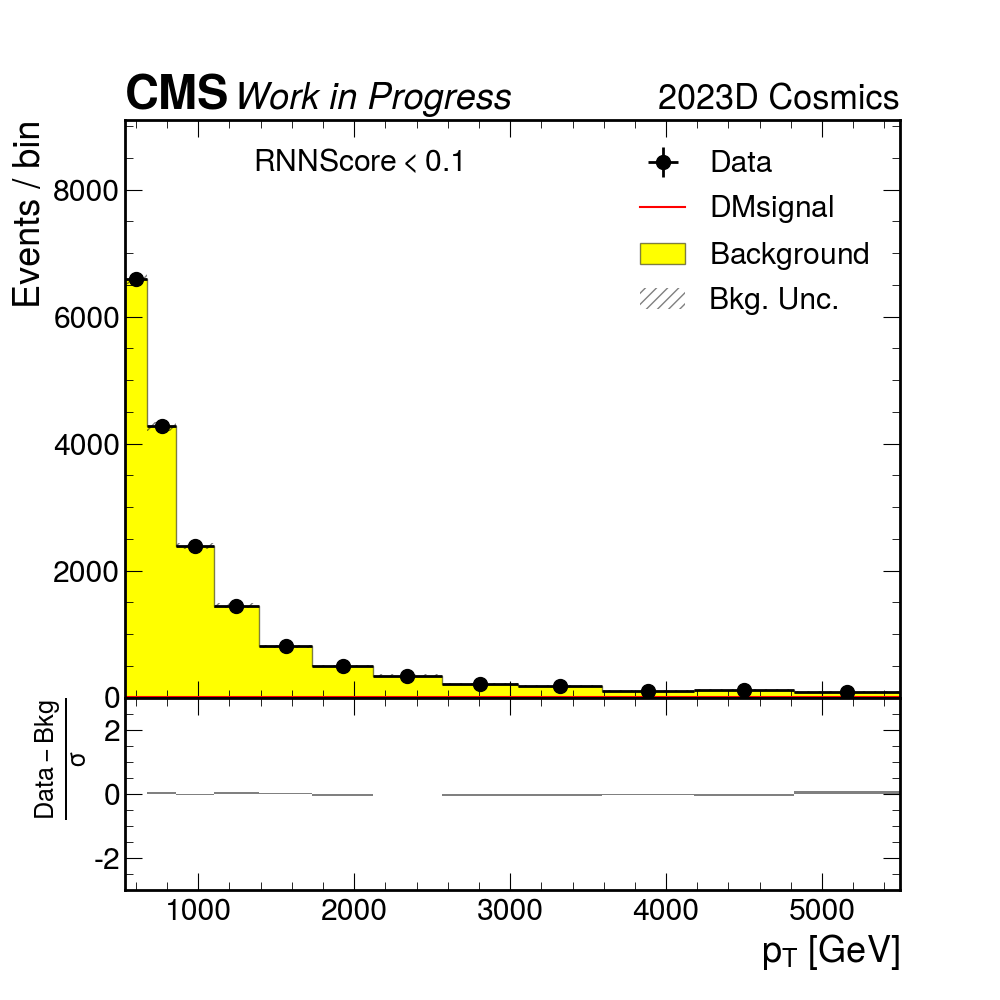 CMS Work in Progress 2023D Cosmics
Events / bin
RNNScore < 0.1
Data
DMsignal
Background
Bkg. Unc.
8000
6000
4000
2000
0
Data – Bkg
σ
2
0
-2
1000 2000 3000 4000 5000
pT [GeV]